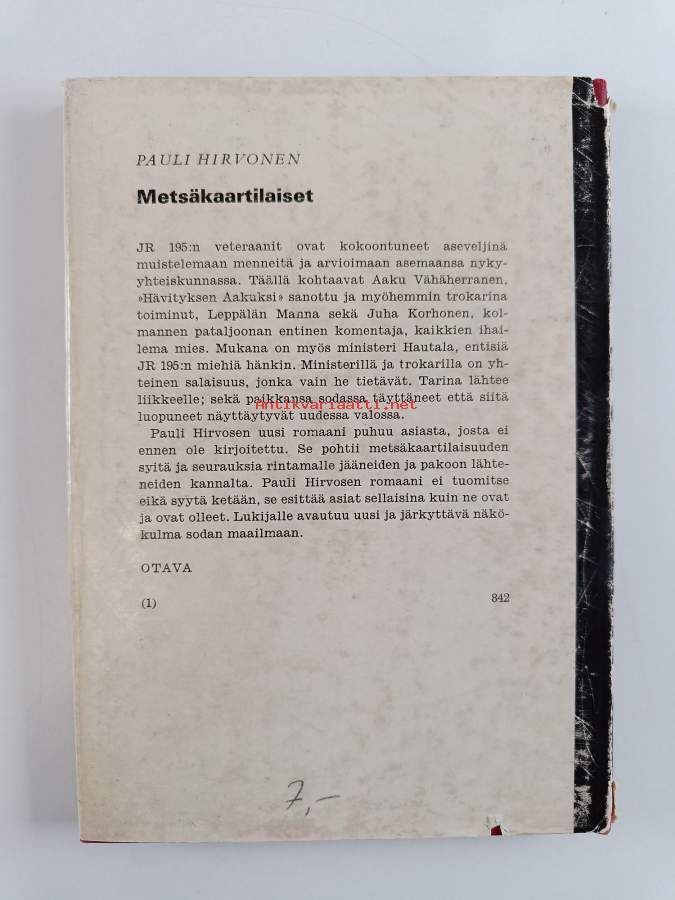 PAULI HIRVONEN
Metsäkaartilaiset
JR 195:n veteraanit ovat kokoontuneet aseveljinä
muistelemaan menneitä ja arvioimaan asemaansa nyky-
yhteiskunnassa. Täällä kohtaavat Aaku Vähäherranen,
»Hävityksen Aakuksi» sanottu ja myöhemmin trokarina
toiminut, Leppälän Manna sekä Juha Korhonen, kol-
mannen pataljoonan entinen komentaja, kaikkien ihai-
lema mies. Mukana on myös ministeri Hautala, entisiä
JR 195:n miehiä hänkin. Ministerillä ja trokarilla on yh-
teinen salaisuus, jonka vain he tietävät. Tarina lähtee
liikkeelle; sekä paikkansa sodassa täyttäneet että siitä
Antikvariaatti.net
luopuneet näyttäytyvät uudessa valossa.
Pauli Hirvosen uusi romaani puhuu asiasta, josta ei
ennen ole kirjoitettu. Se pohtii metsäkaartilaisuuden
syitä ja seurauksia rintamalle jääneiden ja pakoon lähte-
neiden kannalta. Pauli Hirvosen romaani ei tuomitse
eikä syytä ketään, se esittää asiat sellaisina kuin ne ovat
ja ovat olleet. Lukijalle avautuu uusi ja järkyttävä näkö-
kulma sodan maailmaan.
OTAVA
(1) 842
7,–